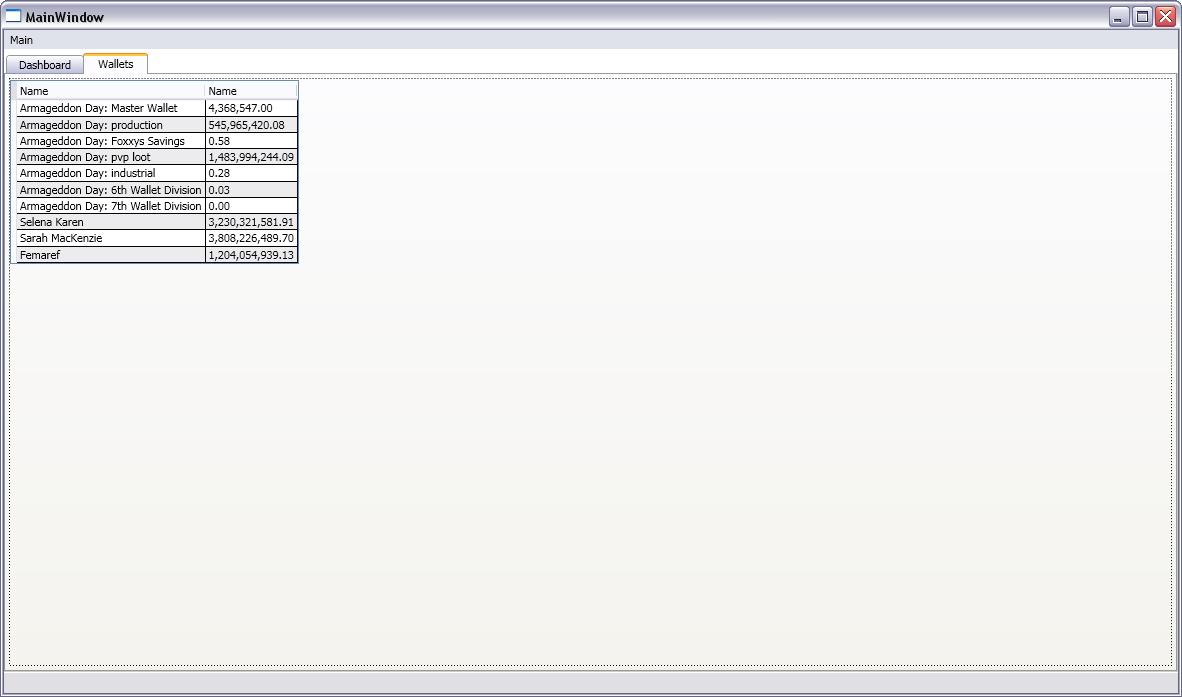 MainWindow
Main
Dashboard Wallets
Name Name
Armageddon Day: Master Wallet 4,368,547.00
Armageddon Day: production 545,965,420.08
Armageddon Day: Foxxys Savings 0.58
Armageddon Day: pvp loot 1,483,994,244.09
Armageddon Day: industrial 0.28
Armageddon Day: 6th Wallet Division 0.03
Armageddon Day: 7th Wallet Division 0.00
Selena Karen 3,230,321,581.91
Sarah MacKenzie 3,808,226,489.70
Femaref 1,204,054,939.13